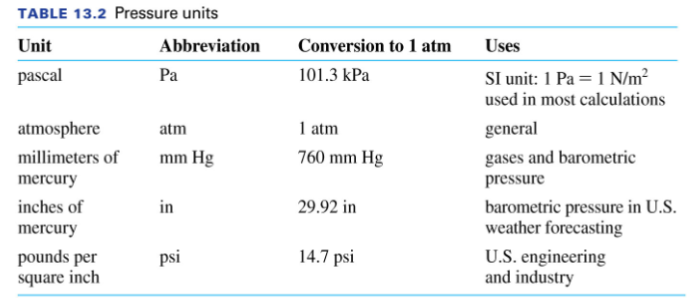 TABLE 13.2 Pressure units
Unit Abbreviation Conversion to 1 atm Uses
pascal Pa 101.3 kPa SI unit: 1 Pa = 1 N/m²
used in most calculations
atmosphere atm 1 atm general
millimeters of mm Hg 760 mm Hg gases and barometric
mercury pressure
inches of in 29.92 in barometric pressure in U.S.
mercury weather forecasting
pounds per psi 14.7 psi U.S. engineering
square inch and industry